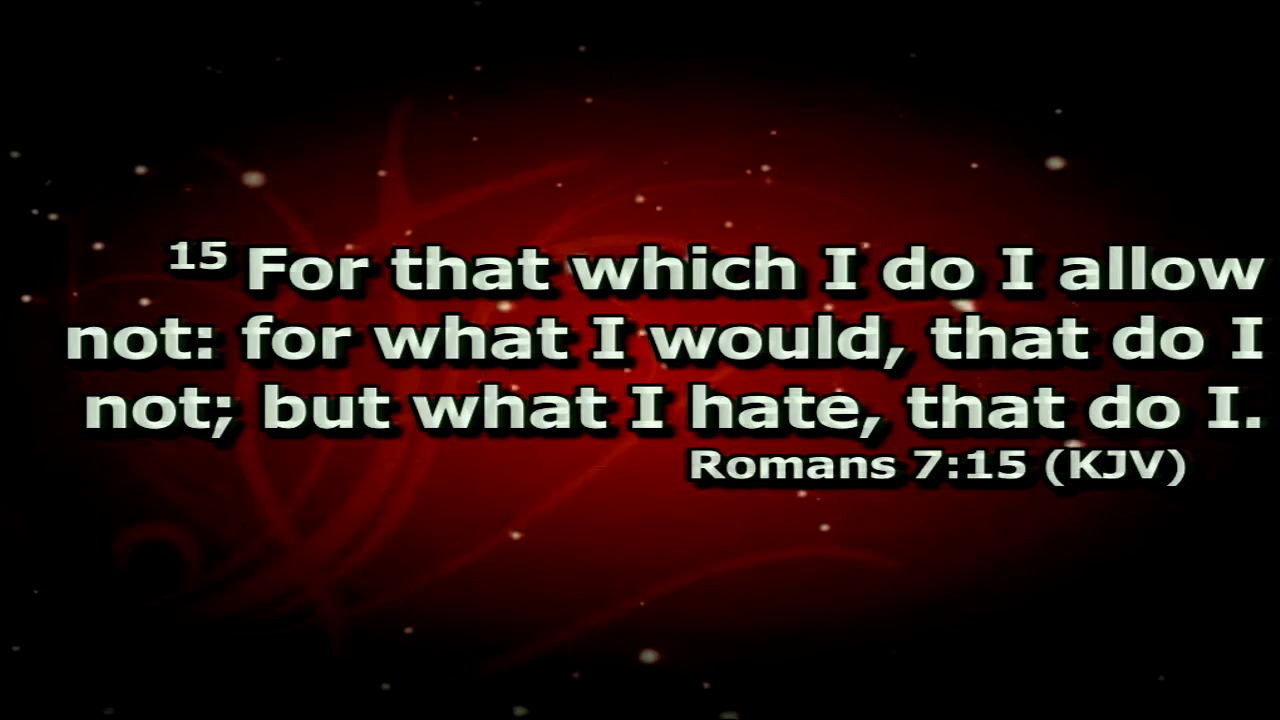 15 For that which I do I allow
not: for what I would, that do I
not; but what I hate, that do I.
Romans 7:15 (KJV)